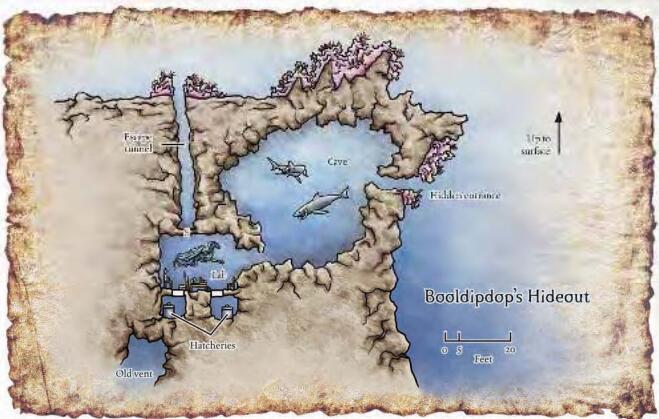 Escape
tunnel
Cave
Up to
surface
Hidden entrance
S
Lab
Booldipdop's Hideout
0 5 20
Feet
Hatcheries
Old vent